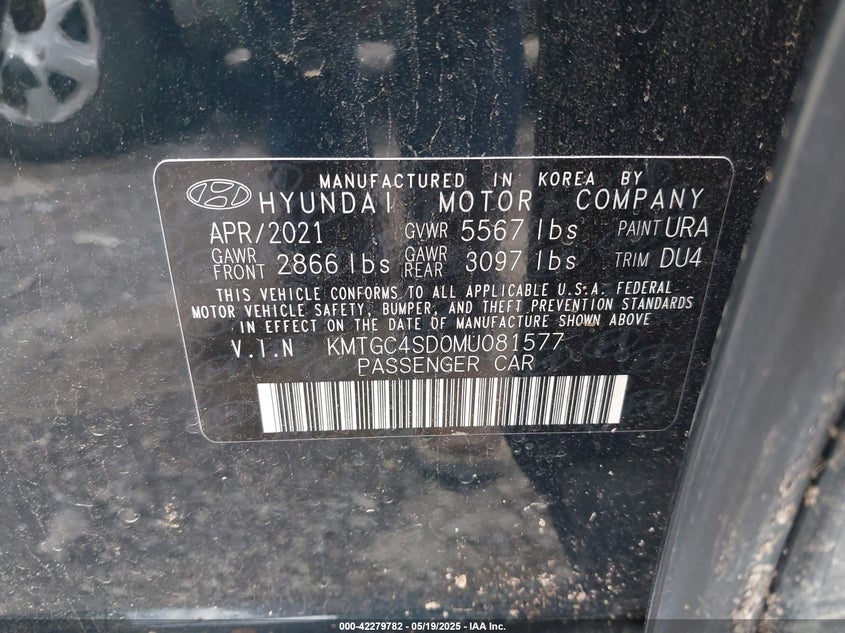 MANUFACTURED IN KOREA BY
HYUNDAI MOTOR COMPANY
APR/2021 GVWR 5567 lbs PAINT URA
GAWR FRONT 2866 lbs GAWR REAR 3097 lbs TRIM DU4
THIS VEHICLE CONFORMS TO ALL APPLICABLE U.S.A. FEDERAL
MOTOR VEHICLE SAFETY, BUMPER, AND THEFT PREVENTION STANDARDS
IN EFFECT ON THE DATE OF MANUFACTURE SHOWN ABOVE
V.I.N KMTGC4SD0MU081577
PASSENGER CAR
000-42279782 - 05/19/2025 - IAA Inc.